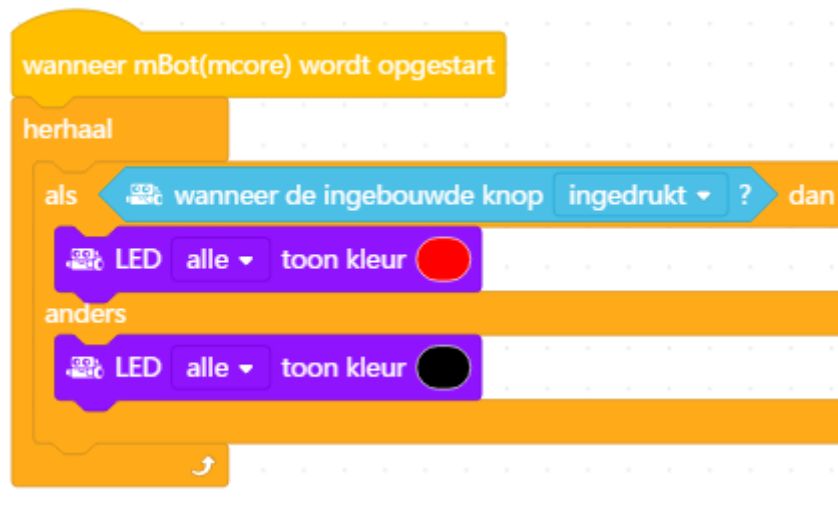 wanneer mBot(mcore) wordt opgestart
herhaal
als wanneer de ingebouwde knop ingedrukt ? dan
LED alle toon kleur
anders
LED alle toon kleur